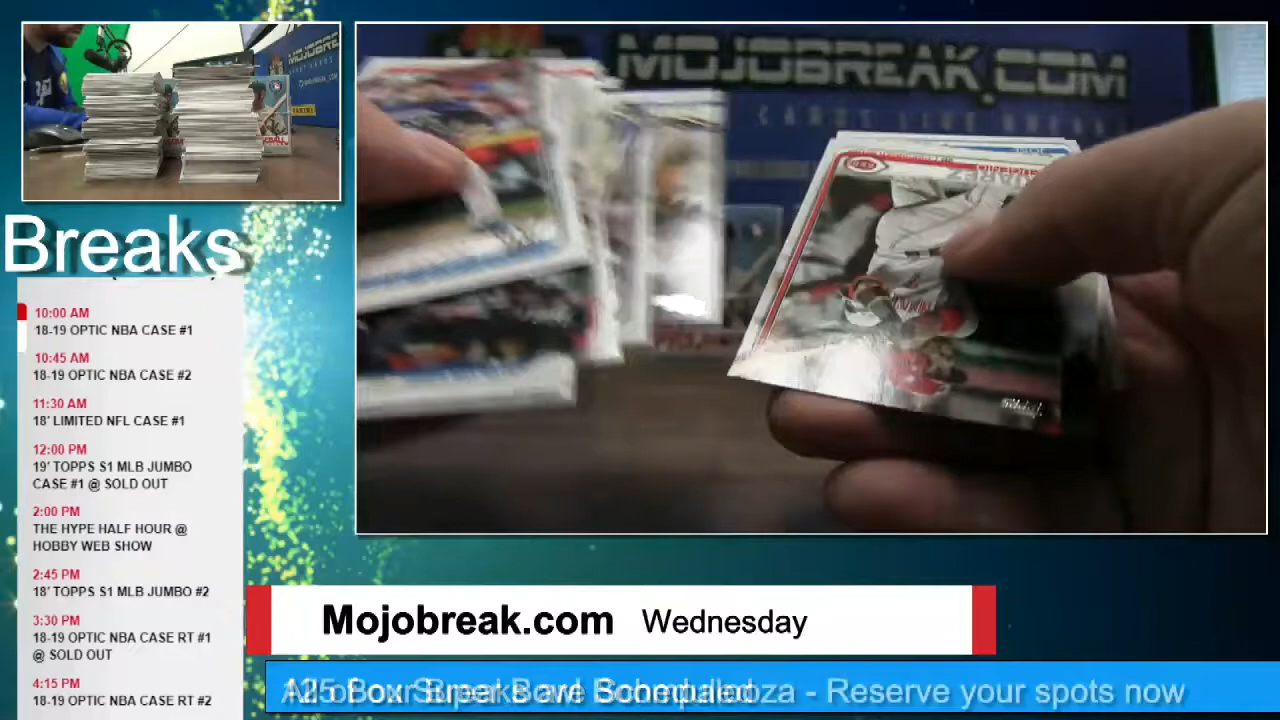 MOJOBREAK
MOJOBREAK.COM
Breaks
10:00 AM
18-19 OPTIC NBA CASE #1
10:45 AM
18-19 OPTIC NBA CASE #2
11:30 AM
18' LIMITED NFL CASE #1
12:00 PM
19' TOPPS S1 MLB JUMBO
CASE #1 @ SOLD OUT
2:00 PM
THE HYPE HALF HOUR @
HOBBY WEB SHOW
2:45 PM
18' TOPPS S1 MLB JUMBO #2
3:30 PM
18-19 OPTIC NBA CASE RT #1
@ SOLD OUT
4:15 PM
18-19 OPTIC NBA CASE RT #2
Mojobreak.com Wednesday
- Reserve your spots now